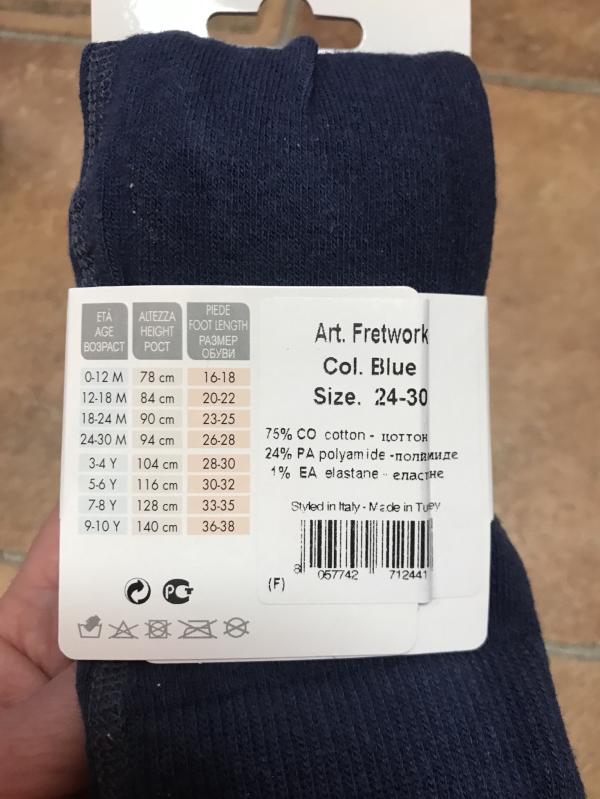 ETÀ
AGE
ВОЗРАСТ
ALTEZZA
HEIGHT
РОСТ
PIEDE
FOOT LENGTH
РАЗМЕР
ОБУВИ
0-12 M 78 cm 16-18
12-18 M 84 cm 20-22
18-24 M 90 cm 23-25
24-30 M 94 cm 26-28
3-4 Y 104 cm 28-30
5-6 Y 116 cm 30-32
7-8 Y 128 cm 33-35
9-10 Y 140 cm 36-38
Art. Fretwork
Col. Blue
Size. 24-30
75% CO cotton - цоттон
24% PA polyamide -полямиде
1% EA elastane - еластне
Styled in Italy - Made in
8 057742 712441
(F)